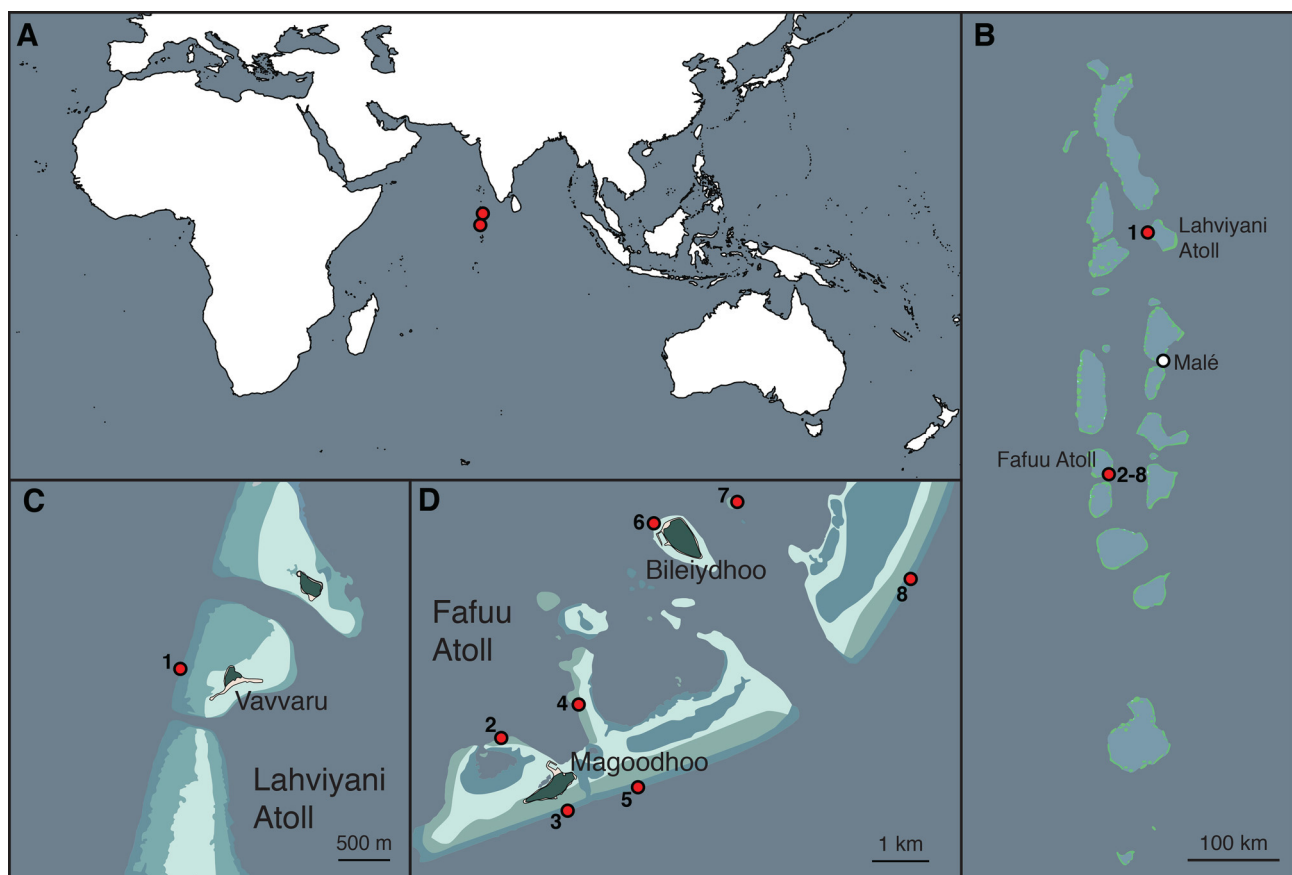 A
B
1
Lahviyani
Atoll
Malé
Fafuu Atoll
2-8
100 km
C
1
Vavvaru
Lahviyani
Atoll
500 m
D
7
6
Bileiydhoo
8
Fafuu
Atoll
4
2
Magoodhoo
5
3
1 km